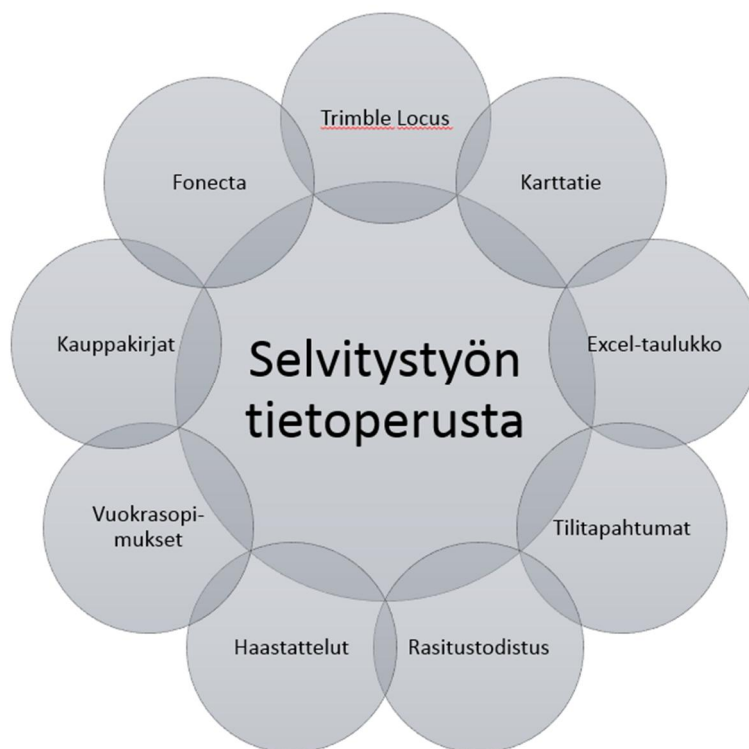 Trimble Locus
Fonecta
Karttatie
Kauppakirjat
Excel-taulukko
Selvitystyön
tietoperusta
Vuokrasopi-
mukset
Tilitapahtumat
Haastattelut
Rasitustodistus